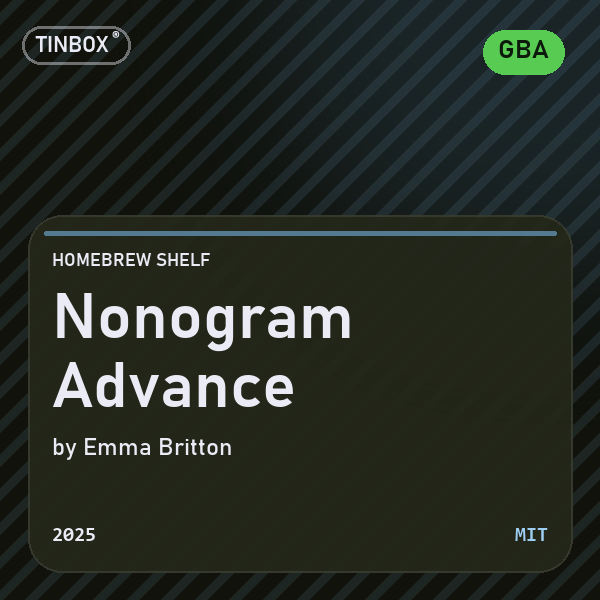 TINBOX®
GBA
HOMEBREW SHELF
Nonogram
Advance
by Emma Britton
2025
MIT